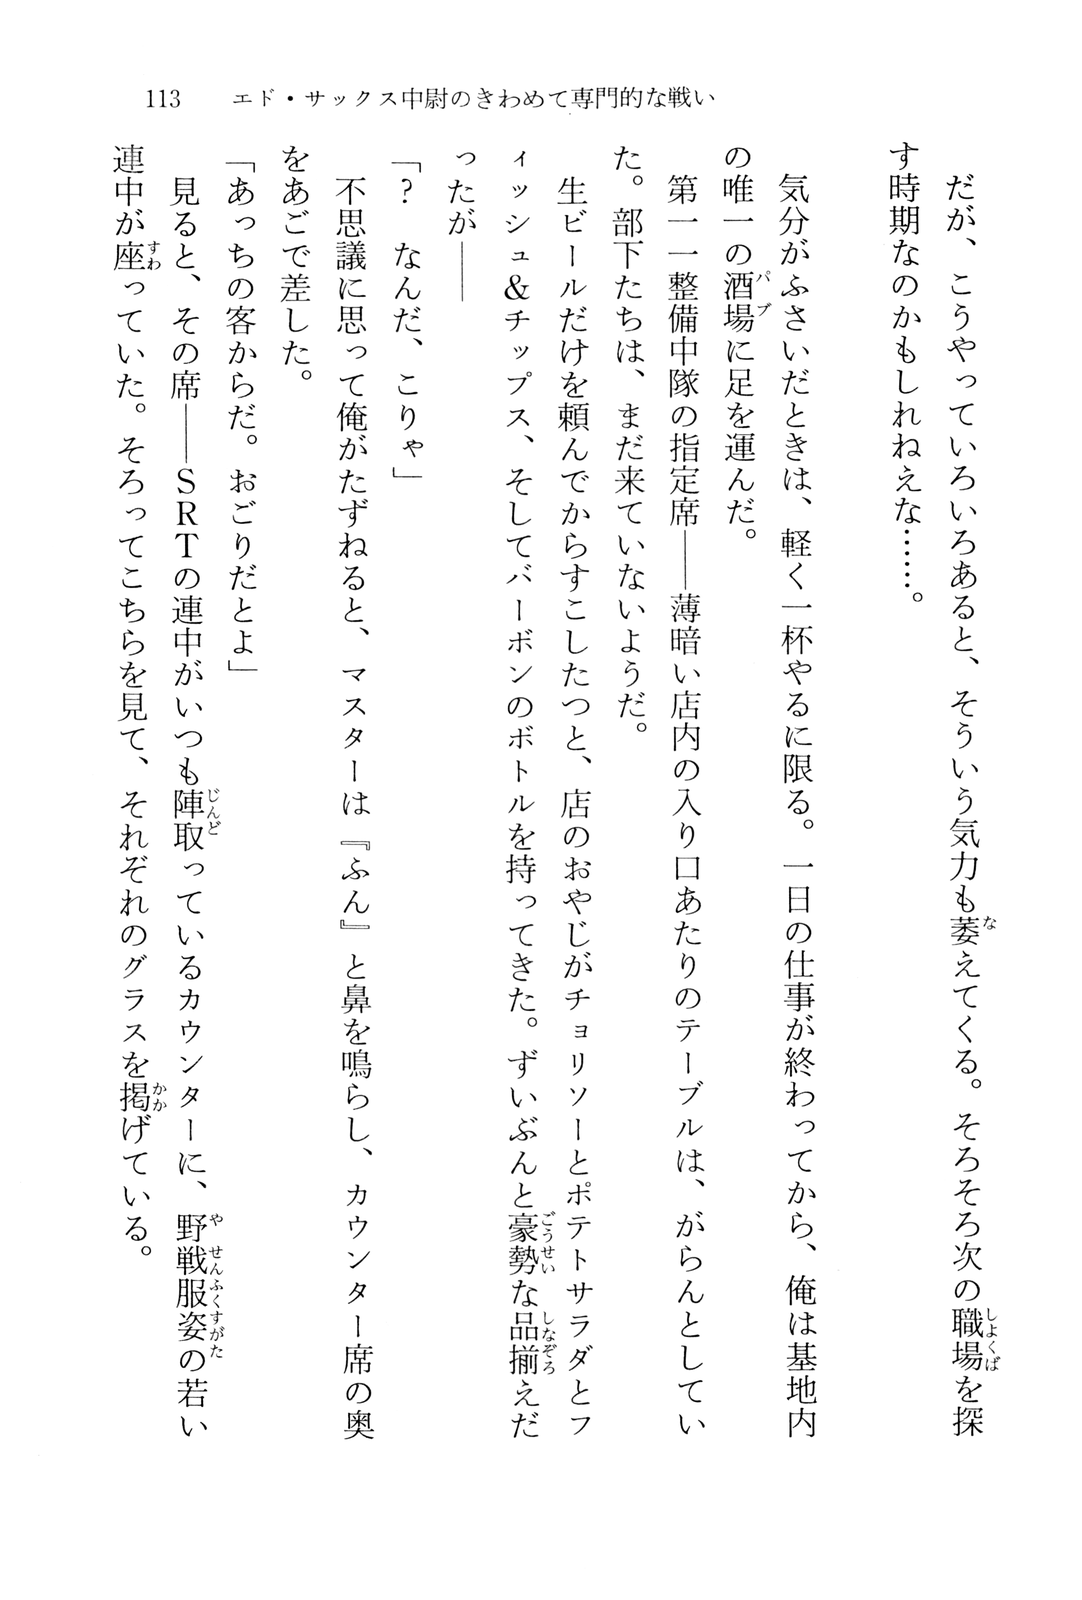 113　エド・サックス中尉のきわめて専門的な戦い
だが、こうやっていろいろあると、そういう気力も萎えてくる。そろそろ次の職場を探
す時期なのかもしれねえな……。
気分がふさいだときは、軽く一杯やるに限る。一日の仕事が終わってから、俺は基地内
の唯一の酒場に足を運んだ。
第一一整備中隊の指定席――薄暗い店内の入り口あたりのテーブルは、がらんとしてい
た。部下たちは、まだ来ていないようだ。
生ビールだけを頼んでからすこしたつと、店のおやじがチョリソーとポテトサラダとフ
ィッシュ&チップス、そしてバーボンのボトルを持ってきた。ずいぶんと豪勢な品揃えだ
ったが――
「?　なんだ、こりゃ」
不思議に思って俺がたずねると、マスターは『ふん』と鼻を鳴らし、カウンター席の奥
をあごで差した。
「あっちの客からだ。おごりだとよ」
見ると、その席――SRTの連中がいつも陣取っているカウンターに、野戦服姿の若い
連中が座っていた。そろってこちらを見て、それぞれのグラスを掲げている。